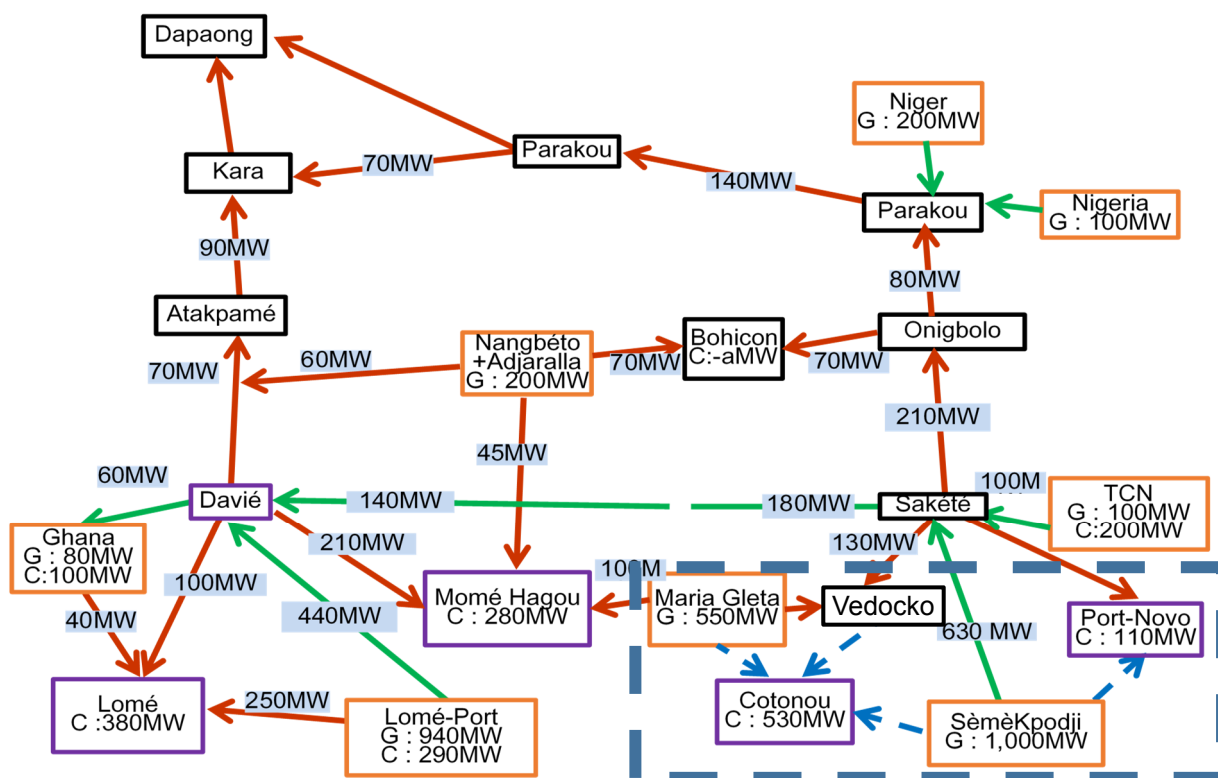 Dapaong
Niger
G : 200MW
Parakou
Kara
70MW
140MW
Nigeria
G : 100MW
Parakou
90MW
80MW
Atakpamé
Onigbolo
Bohicon
C:-aMW
Nangbéto
+Adjaralla
G : 200MW
60MW
70MW
70MW
70MW
210MW
45MW
60MW
100M
TCN
G : 100MW
C:200MW
Davié
140MW
180MW
Sakété
Ghana
G : 80MW
C:100MW
210MW
130MW
100MW
100M
Momé Hagou
C : 280MW
Maria Gleta
G : 550MW
Vedocko
Port-Novo
C : 110MW
40MW
440MW
630 MW
Lomé
C :380MW
250MW
Lomé-Port
G : 940MW
C : 290MW
Cotonou
C : 530MW
SèmèKpodji
G : 1,000MW